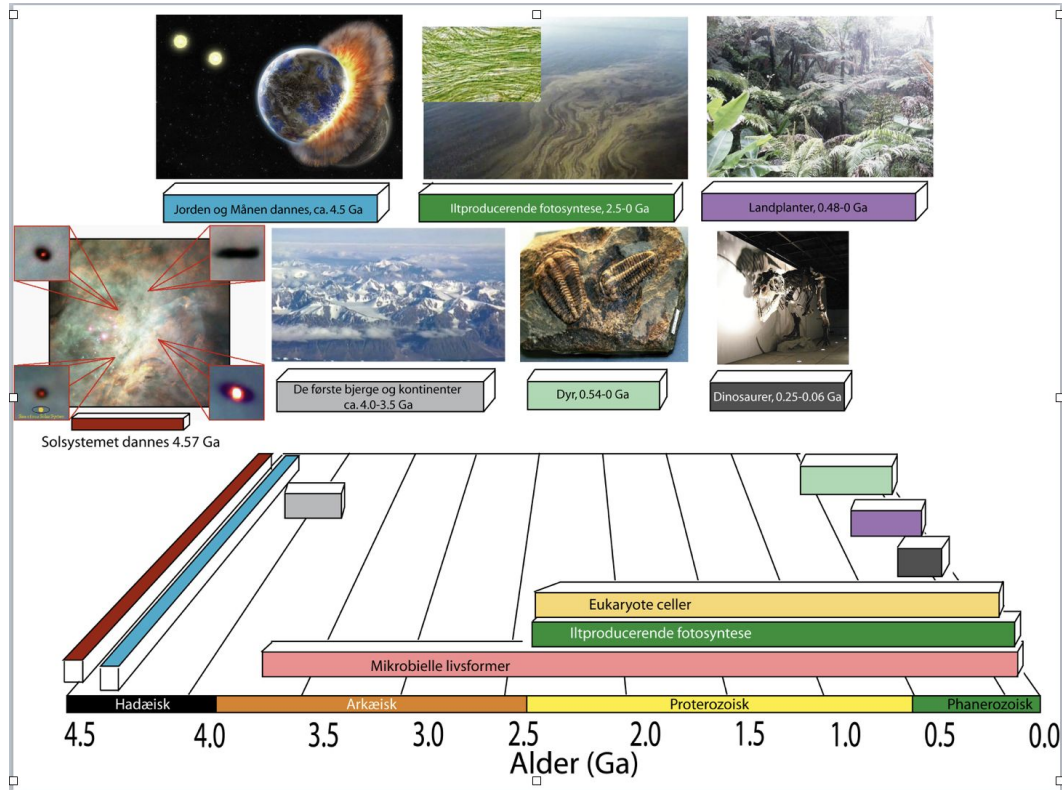 Jorden og Månen dannes, ca. 4.5 Ga
Iltproducerende fotosyntese, 2.5-0 Ga
Landplanter, 0.48-0 Ga
De første bjerge og kontinenter
ca. 4.0-3.5 Ga
Dyr, 0.54-0 Ga
Dinosaurer, 0.25-0.06 Ga
Solsystemet dannes 4.57 Ga
Eukaryote celler
Iltproducerende fotosyntese
Mikrobielle livsformer
Hadæisk
Arkæisk
Proterozoisk
Phanerozoisk
4.5 4.0 3.5 3.0 2.5 2.0 1.5 1.0 0.5 0.0
Alder (Ga)